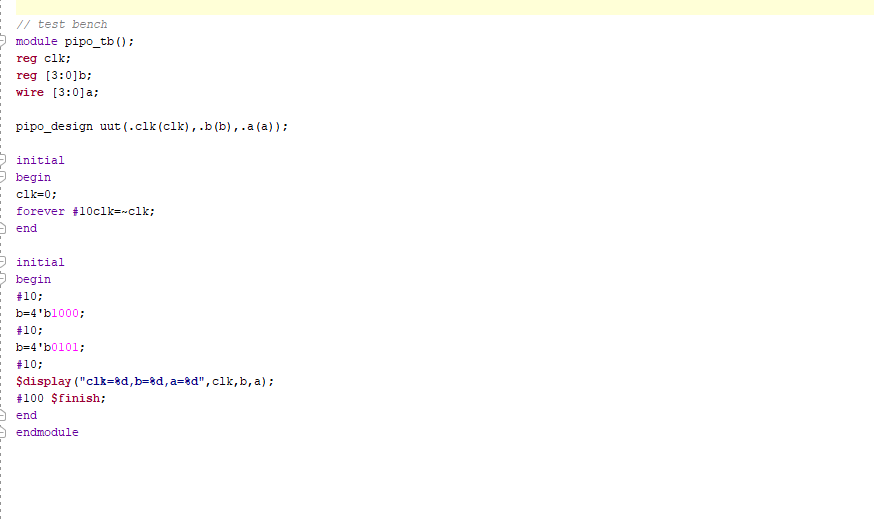 // test bench
module pipo_tb();
reg clk;
reg [3:0]b;
wire [3:0]a;
pipo_design uut(.clk(clk),.b(b),.a(a));
initial
begin
clk=0;
forever #10clk=~clk;
end
initial
begin
#10;
b=4'b1000;
#10;
b=4'b0101;
#10;
$display("clk=%d,b=%d,a=%d",clk,b,a);
#100 $finish;
end
endmodule